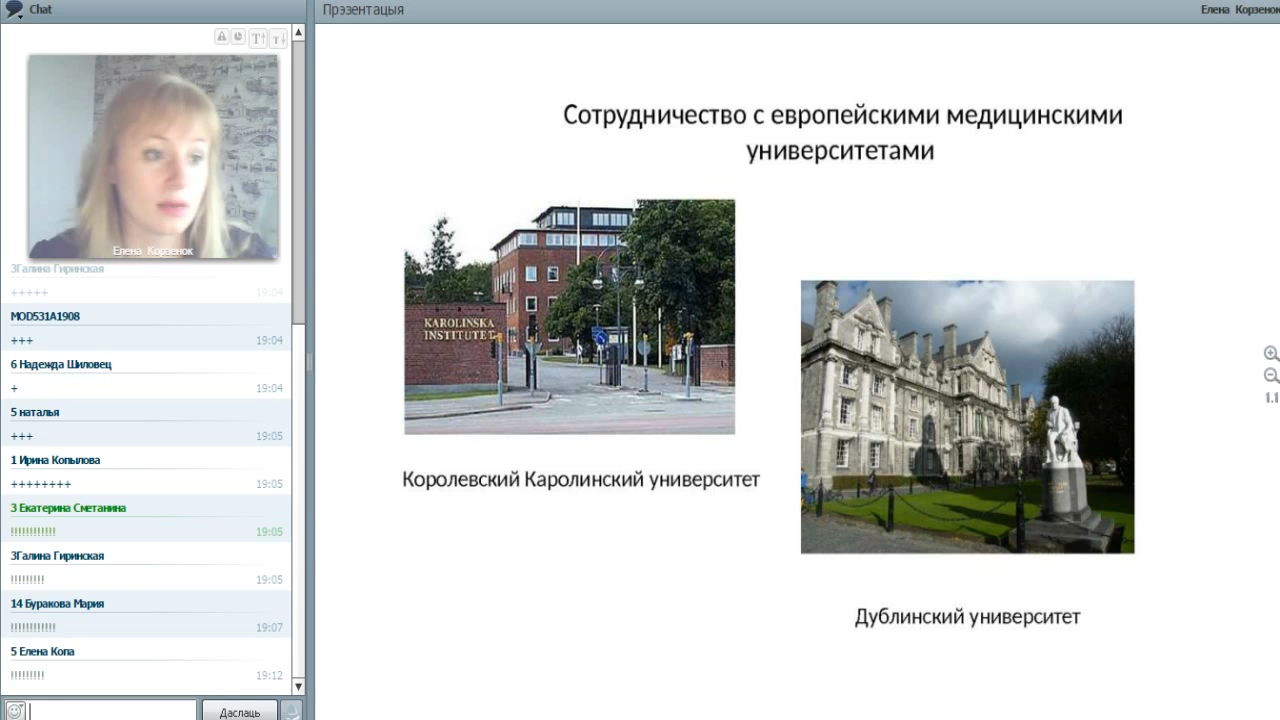 Chat
Елена Корзенок
3Галина Гиринская
+++++ 19:04
MOD531A1908
+++ 19:04
6 Надежда Шиловец
+ 19:04
5 наталья
+++ 19:05
1 Ирина Копылова
++++++++ 19:05
3 Екатерина Сметанина
!!!!!!!!!!!! 19:05
3Галина Гиринская
!!!!!!!!! 19:05
14 Буракова Мария
!!!!!!!!!!!! 19:07
5 Елена Копа
!!!!!!!!! 19:12
Даслаць
Прэзентацыя
Елена Корзенок
Сотрудничество с европейскими медицинскими
университетами
KAROLINSKA
INSTITUTET
Королевский Каролинский университет
Дублинский университет
1.1